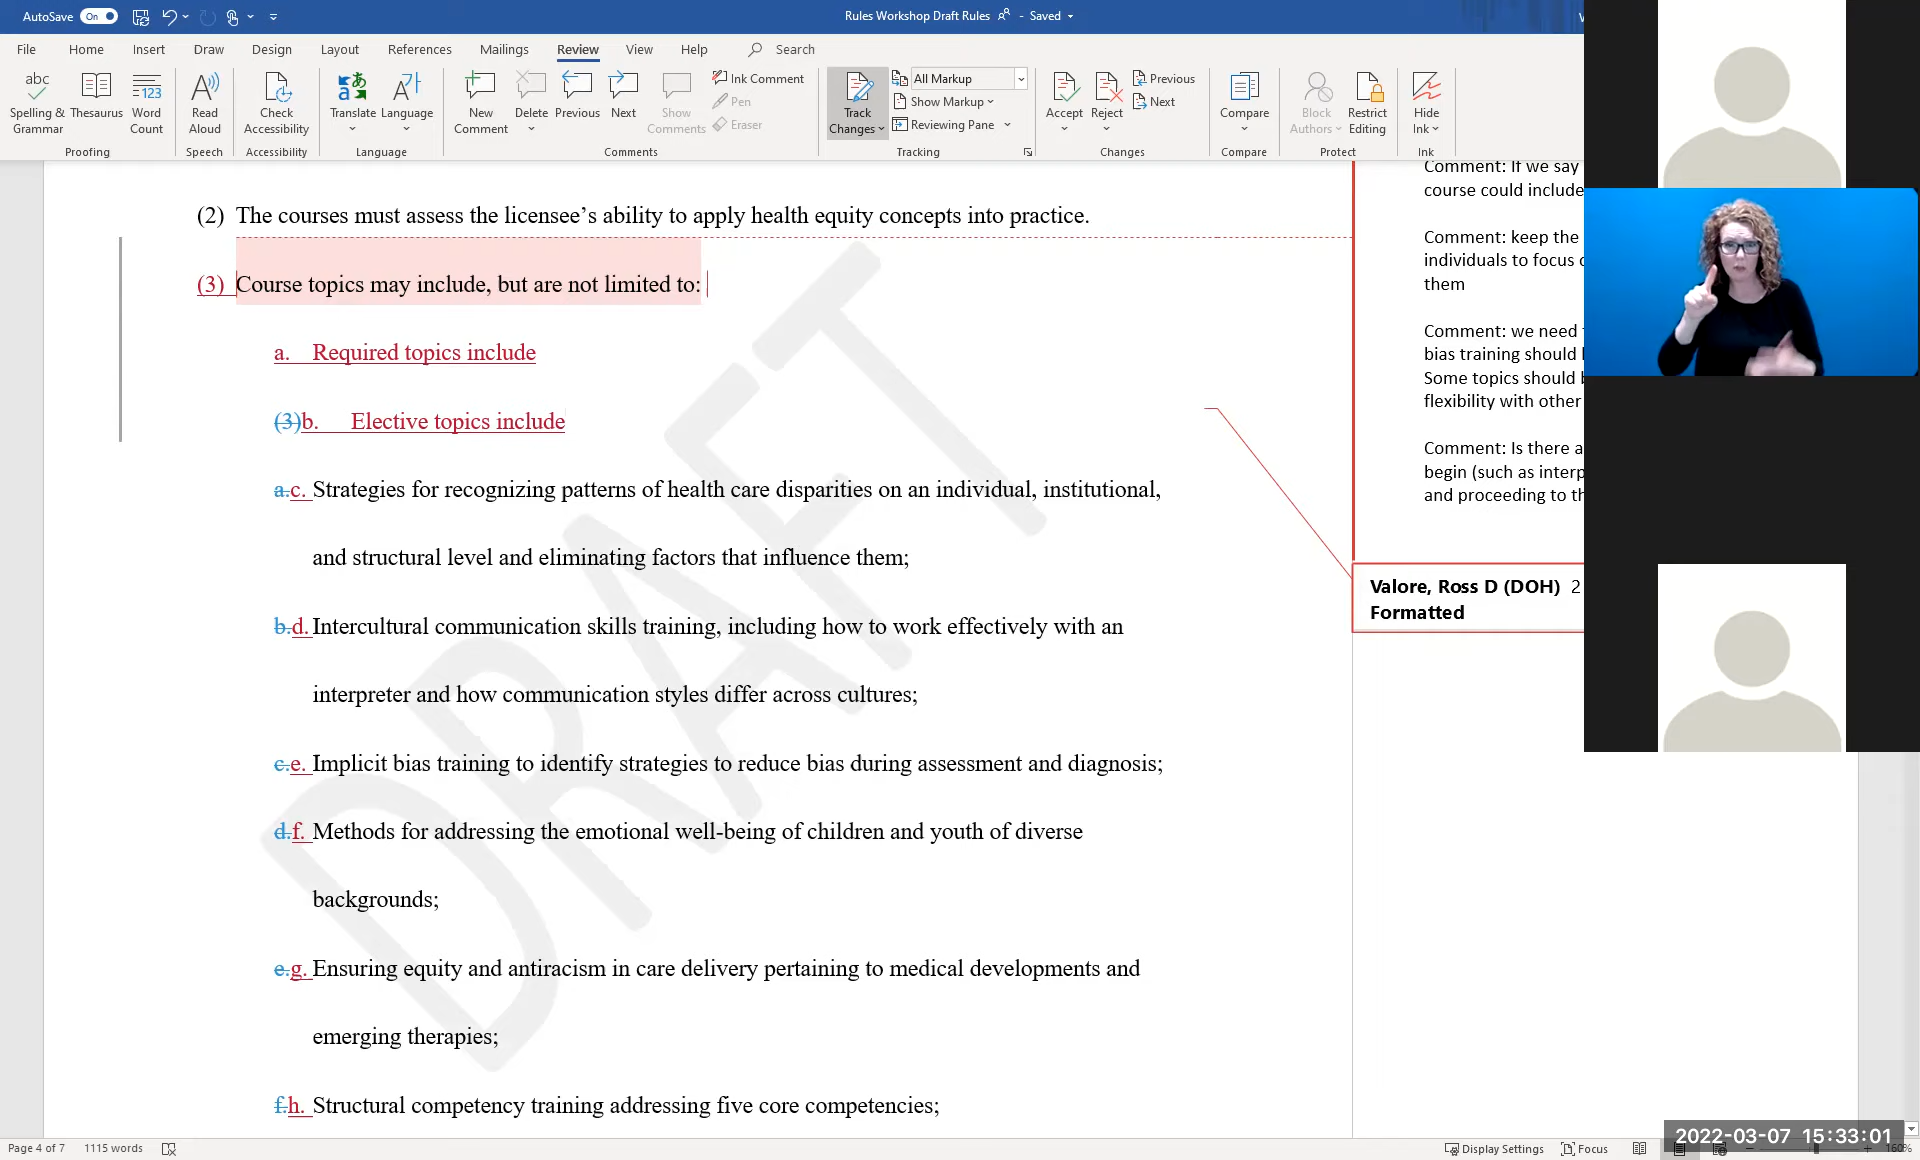 AutoSave On
Rules Workshop Draft Rules - Saved
File Home Insert Draw Design Layout References Mailings Review View Help Search
Spelling & Grammar
Thesaurus
Word Count
Proofing
Read Aloud
Speech
Check Accessibility
Accessibility
Translate
Language
Language
New Comment
Delete
Previous
Next
Show Comments
Ink Comment
Pen
Eraser
Comments
Track Changes
All Markup
Show Markup
Reviewing Pane
Tracking
Accept
Reject
Previous
Next
Changes
Compare
Compare
Block Authors
Restrict Editing
Protect
Hide Ink
Ink
(2) The courses must assess the licensee’s ability to apply health equity concepts into practice.
(3) Course topics may include, but are not limited to:
a. Required topics include
(3)b. Elective topics include
a.c. Strategies for recognizing patterns of health care disparities on an individual, institutional,
and structural level and eliminating factors that influence them;
b.d. Intercultural communication skills training, including how to work effectively with an
interpreter and how communication styles differ across cultures;
c.e. Implicit bias training to identify strategies to reduce bias during assessment and diagnosis;
d.f. Methods for addressing the emotional well-being of children and youth of diverse
backgrounds;
e.g. Ensuring equity and antiracism in care delivery pertaining to medical developments and
emerging therapies;
f.h. Structural competency training addressing five core competencies;
DRAFT
Comment: If we say
course could include
Comment: keep the
individuals to focus
them
Comment: we need
bias training should
Some topics should
flexibility with other
Comment: Is there a
begin (such as interp
and proceeding to th
Valore, Ross D (DOH) 2
Formatted
Page 4 of 7 1115 words
Display Settings Focus 160%
2022-03-07 15:33:01